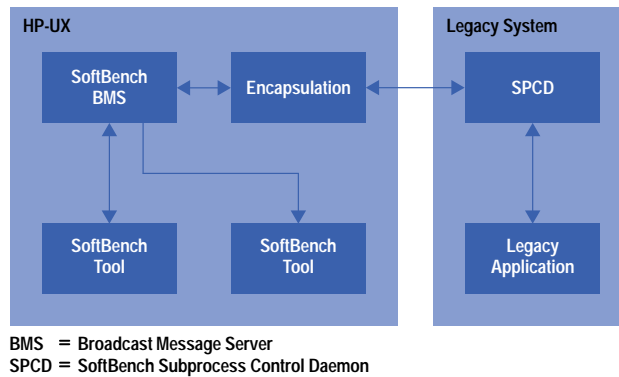 HP-UX
Legacy System
SoftBench
BMS
Encapsulation
SPCD
SoftBench
Tool
SoftBench
Tool
Legacy
Application
BMS = Broadcast Message Server
SPCD = SoftBench Subprocess Control Daemon